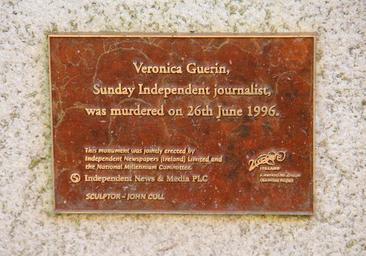 Veronica Guerin,
Sunday Independent journalist,
was murdered on 26th June 1996.
This monument was jointly erected by
Independent Newspapers (Ireland) Limited and
the National Millennium Committee.
Independent News & Media PLC
SCULPTOR - JOHN COLL